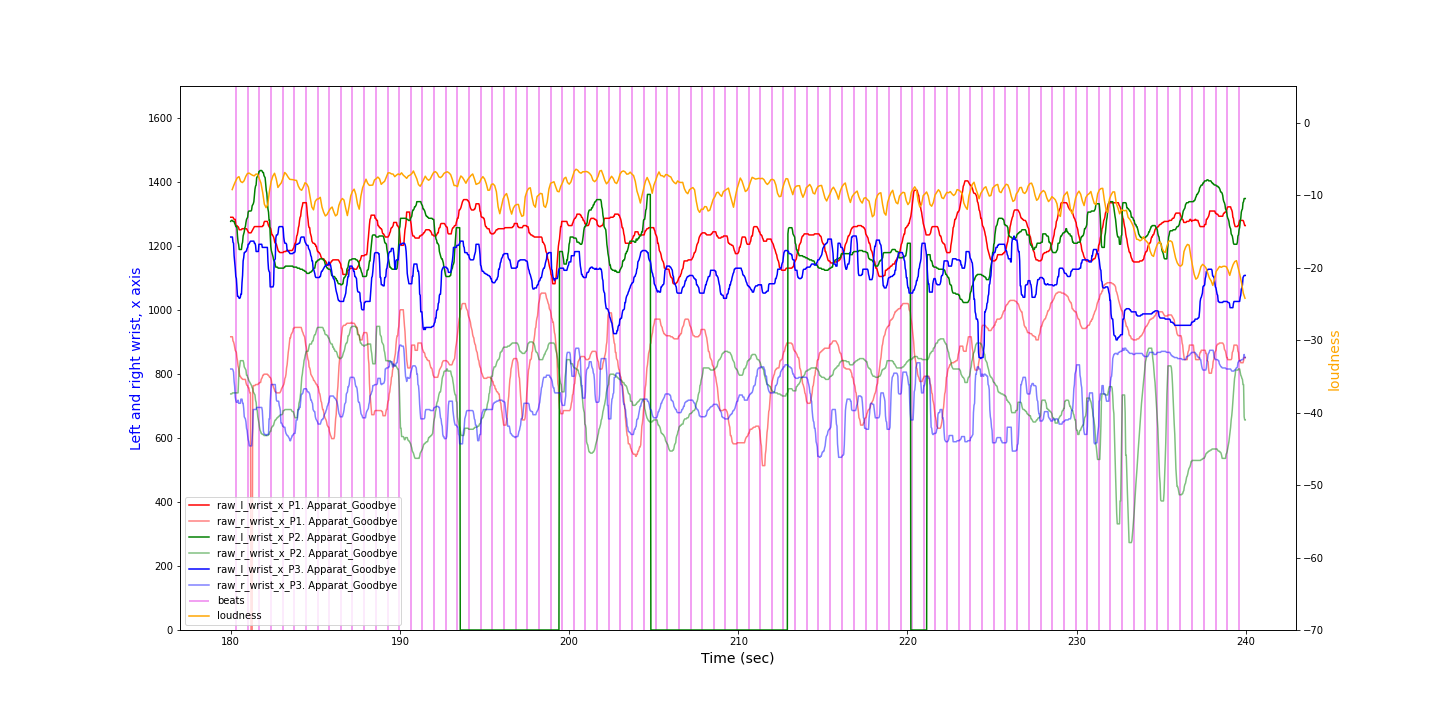 1600
1400
1200
1000
800
600
400
200
0
Left and right wrist, x axis
0
−10
−20
−30
−40
−50
−60
−70
loudness
raw_l_wrist_x_P1. Apparat_Goodbye
raw_r_wrist_x_P1. Apparat_Goodbye
raw_l_wrist_x_P2. Apparat_Goodbye
raw_r_wrist_x_P2. Apparat_Goodbye
raw_l_wrist_x_P3. Apparat_Goodbye
raw_r_wrist_x_P3. Apparat_Goodbye
beats
loudness
180 190 200 210 220 230 240
Time (sec)